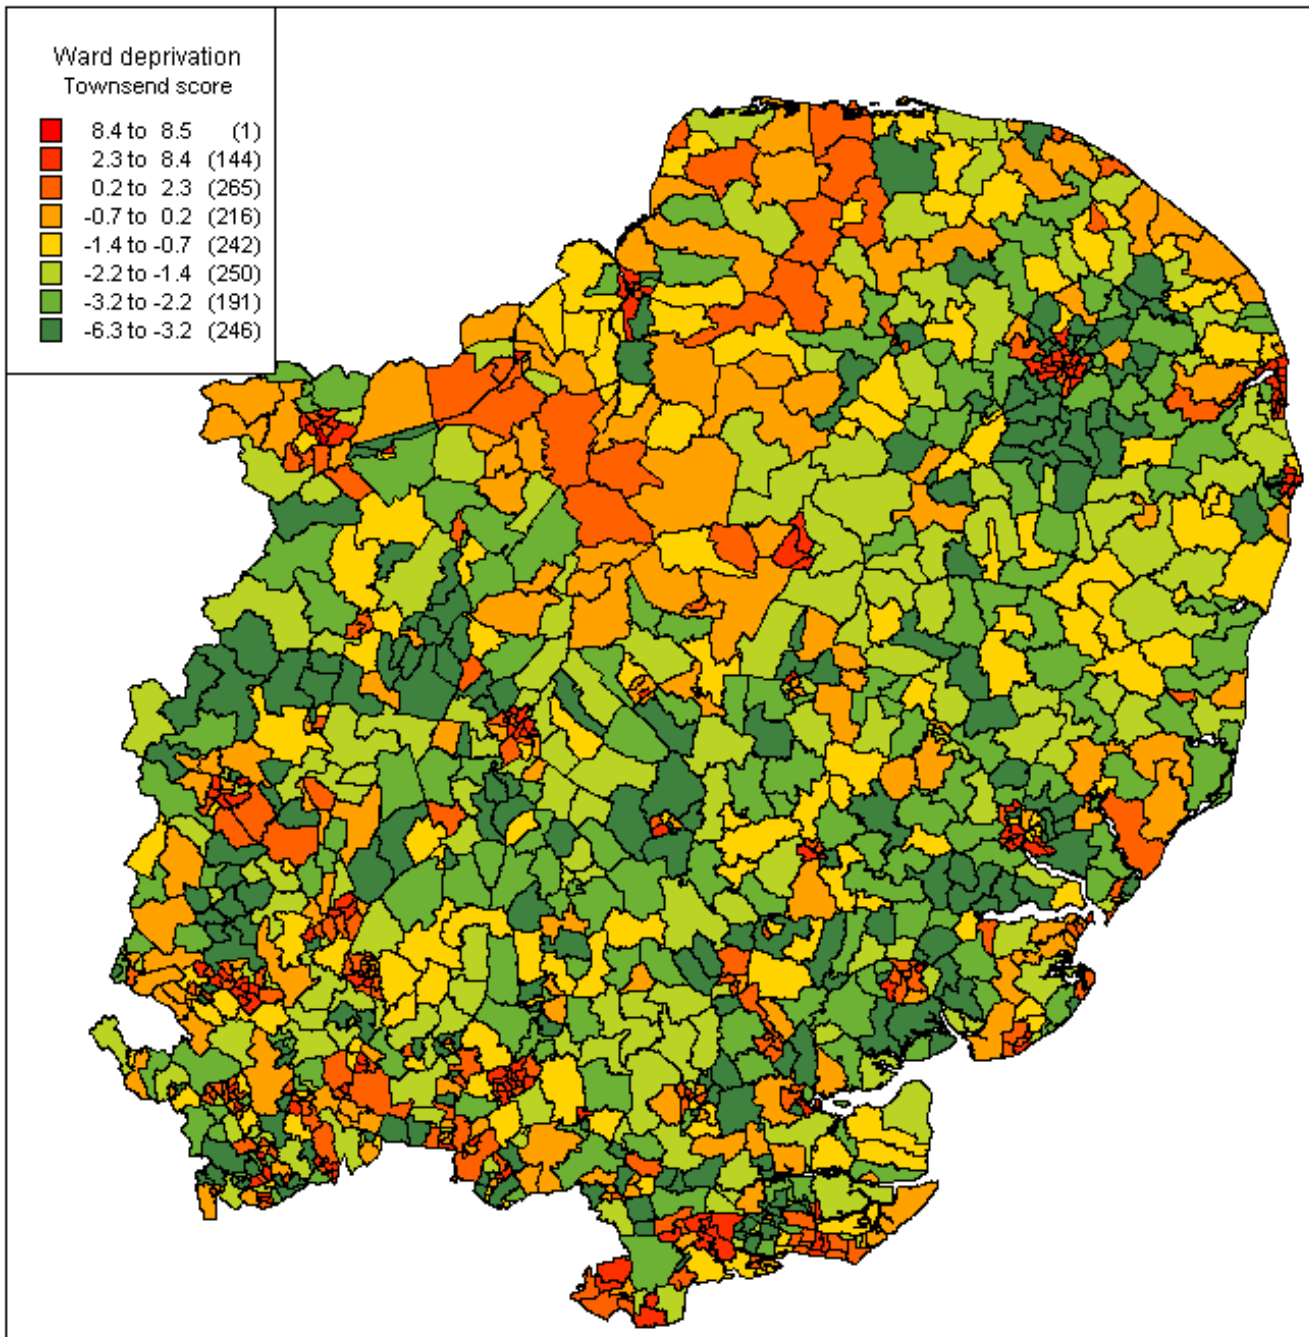 Ward deprivation
Townsend score
8.4 to 8.5 (1)
2.3 to 8.4 (144)
0.2 to 2.3 (265)
-0.7 to 0.2 (216)
-1.4 to -0.7 (242)
-2.2 to -1.4 (250)
-3.2 to -2.2 (191)
-6.3 to -3.2 (246)